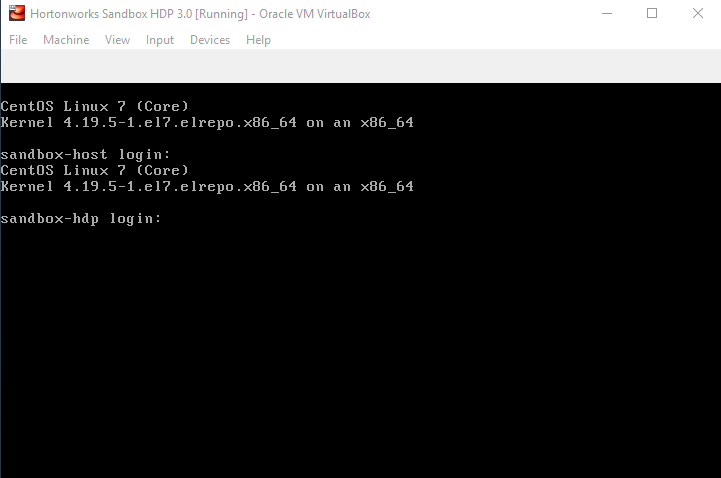 Hortonworks Sandbox HDP 3.0 [Running] - Oracle VM VirtualBox
File Machine View Input Devices Help
CentOS Linux 7 (Core)
Kernel 4.19.5-1.el7.elrepo.x86_64 on an x86_64
sandbox-host login:
CentOS Linux 7 (Core)
Kernel 4.19.5-1.el7.elrepo.x86_64 on an x86_64
sandbox-hdp login: